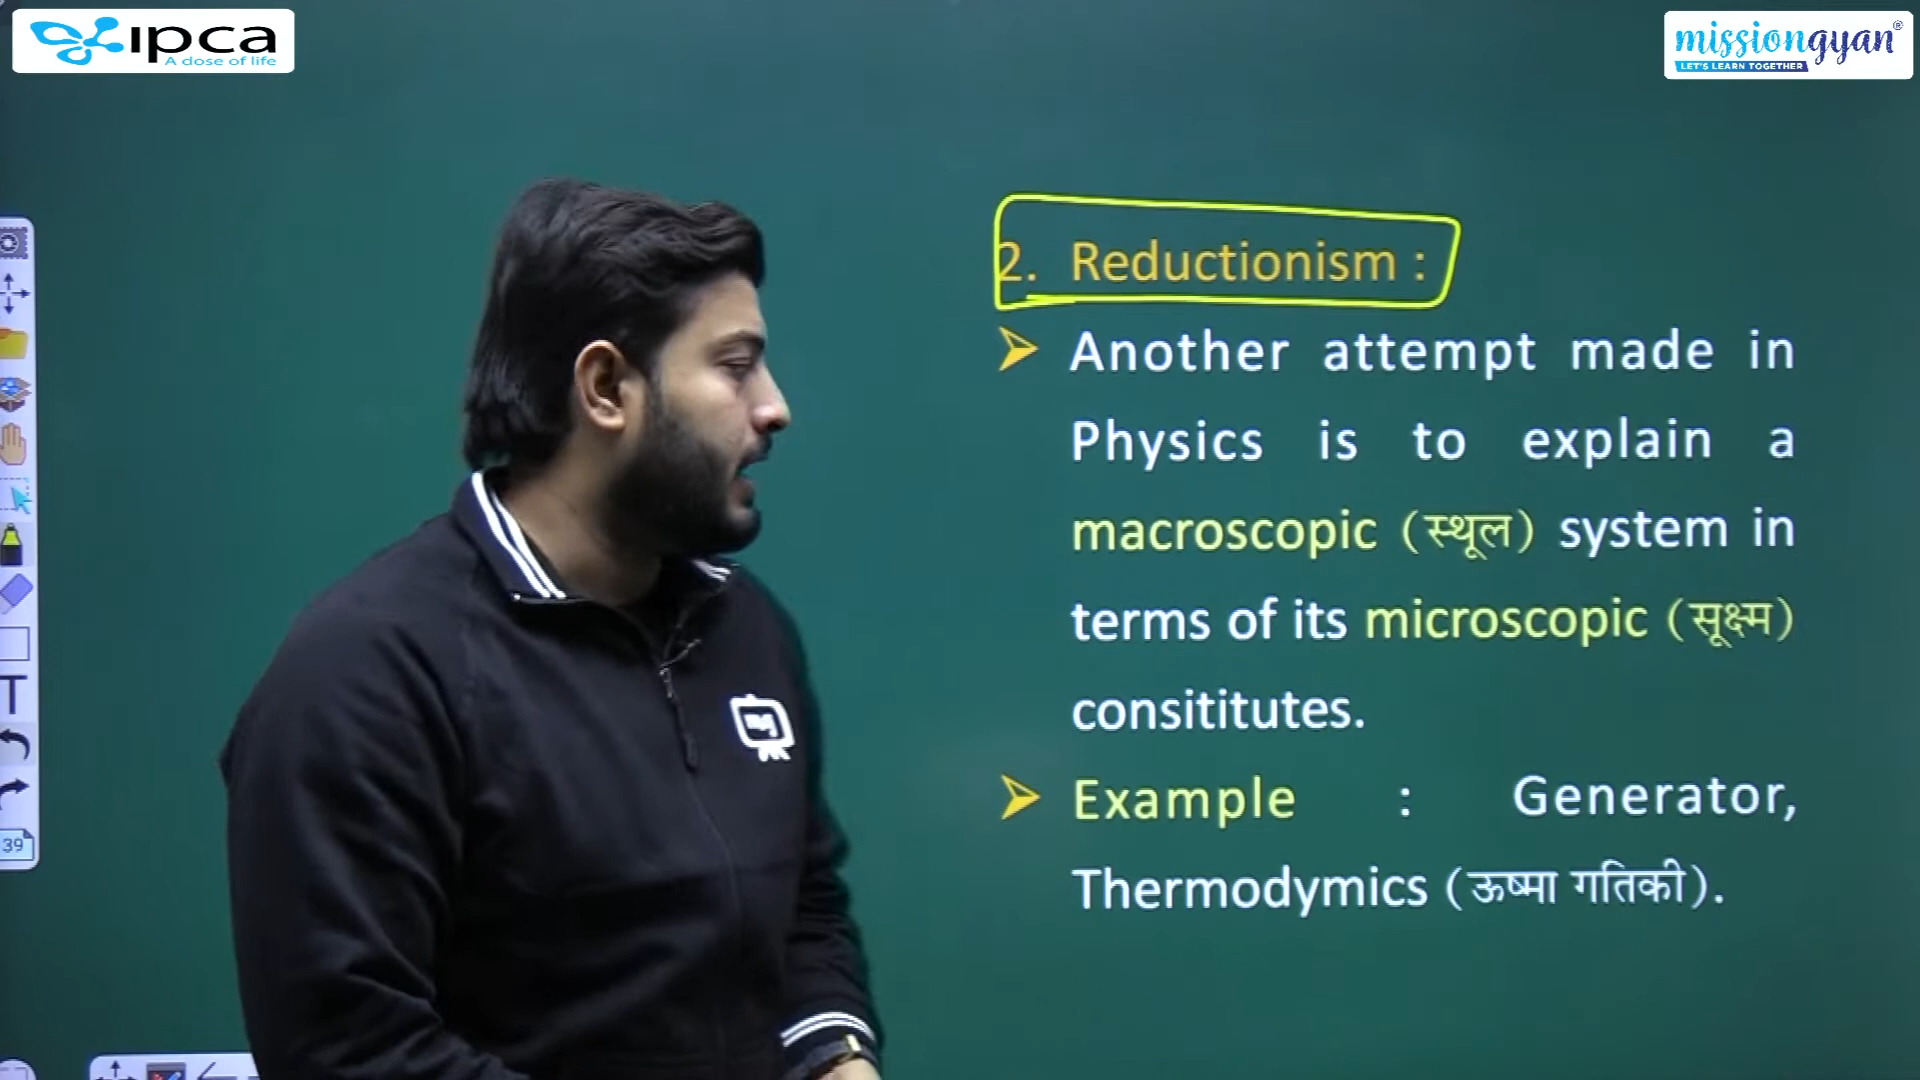 ipca
A dose of life
missiongyan®
LET'S LEARN TOGETHER
2. Reductionism :
Another attempt made in
Physics is to explain a
macroscopic (स्थूल) system in
terms of its microscopic (सूक्ष्म)
consititutes.
Example : Generator,
Thermodymics (ऊष्मा गतिकी).
T
39